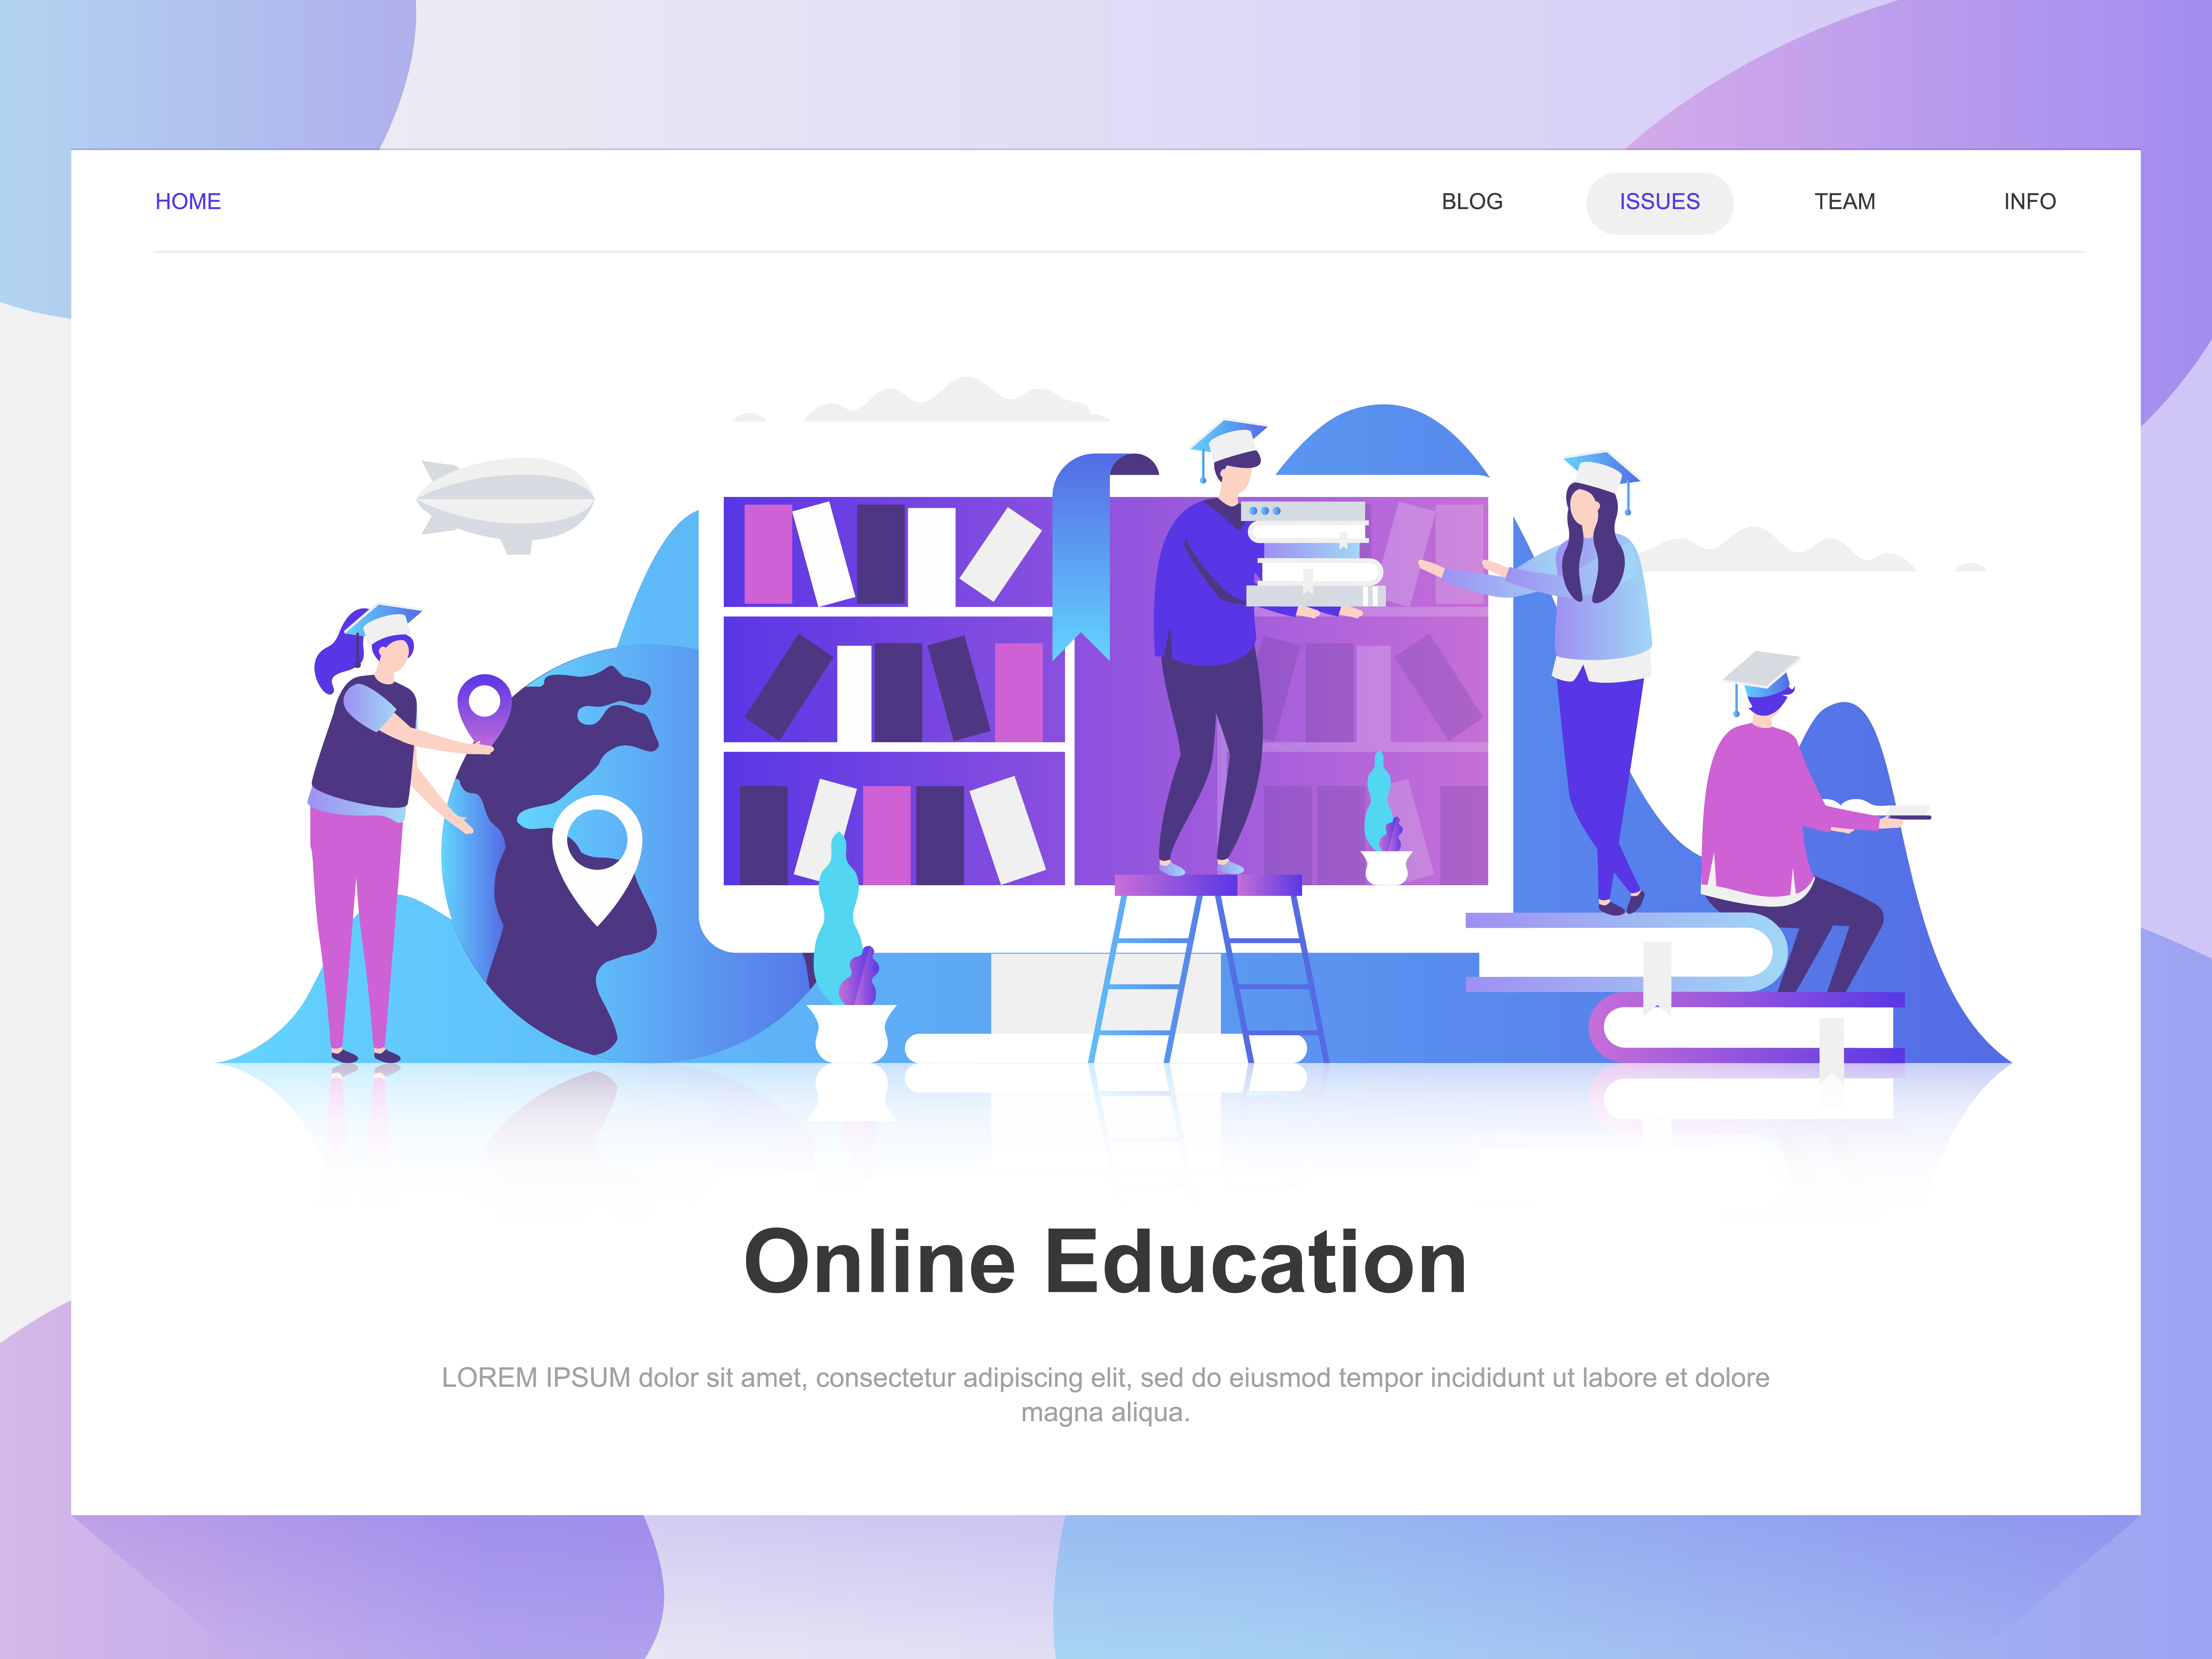 HOME BLOG ISSUES TEAM INFO
Online Education
LOREM IPSUM dolor sit amet, consectetur adipiscing elit, sed do eiusmod tempor incididunt ut labore et dolore
magna aliqua.